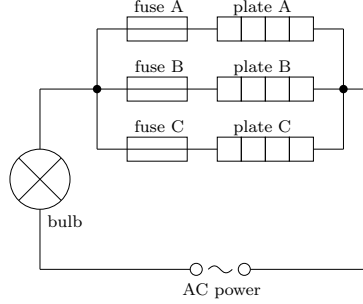 fuse A plate A
fuse B plate B
fuse C plate C
bulb
AC power